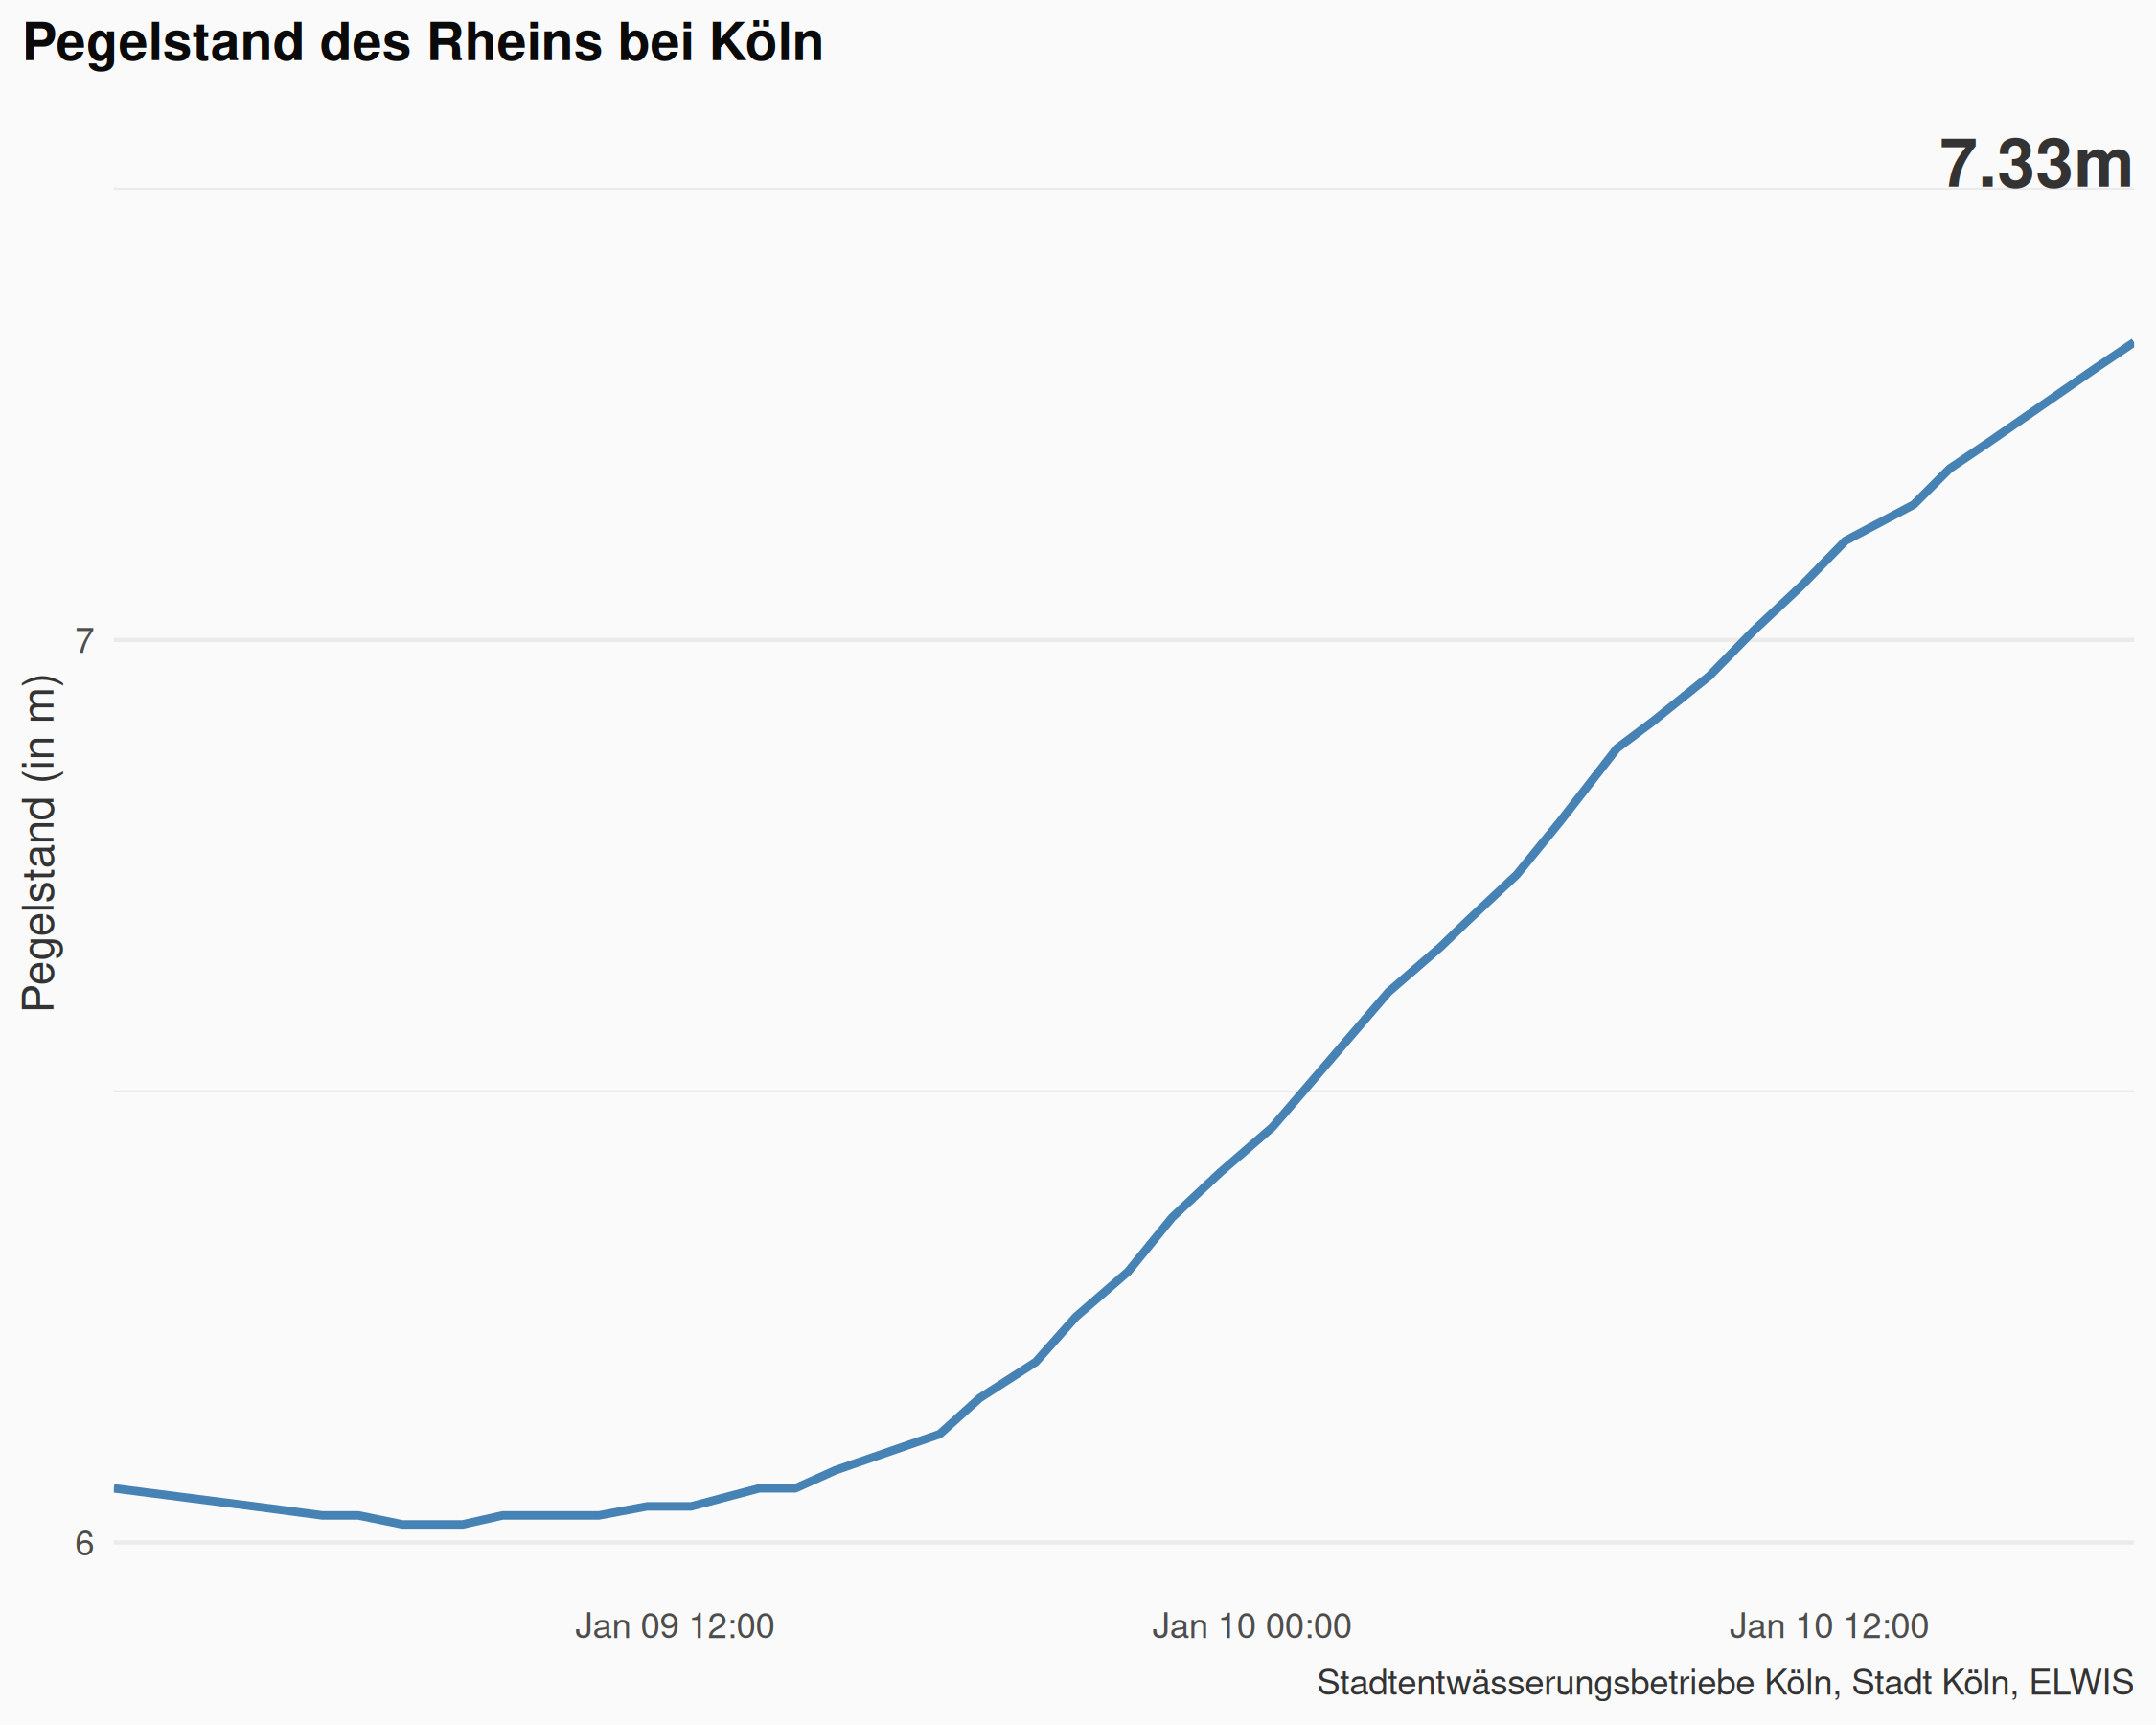 Pegelstand des Rheins bei Köln
7.33m
7
Pegelstand (in m)
6
Jan 09 12:00
Jan 10 00:00
Jan 10 12:00
Stadtentwässerungsbetriebe Köln, Stadt Köln, ELWIS